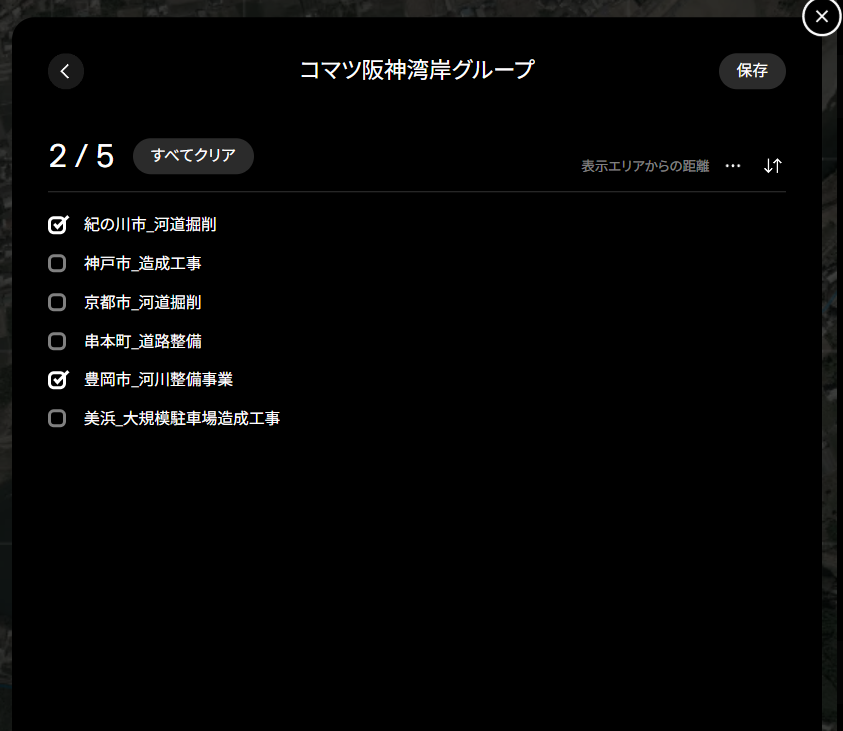 コマツ阪神湾岸グループ
保存
2 / 5
すべてクリア
表示エリアからの距離
紀の川市_河道掘削
神戸市_造成工事
京都市_河道掘削
串本町_道路整備
豊岡市_河川整備事業
美浜_大規模駐車場造成工事